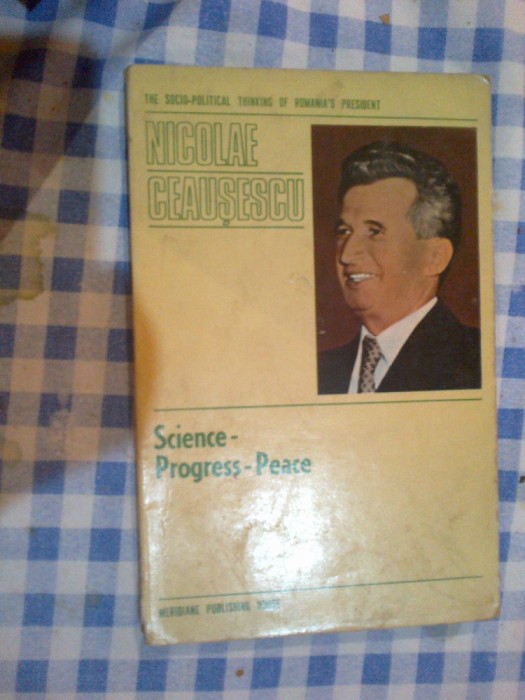 THE SOCIO-POLITICAL THINKING OF ROMANIA'S PRESIDENT
NICOLAE
CEAUȘESCU
Science-
Progress-Peace
MERIDIANE PUBLISHING HOUSE